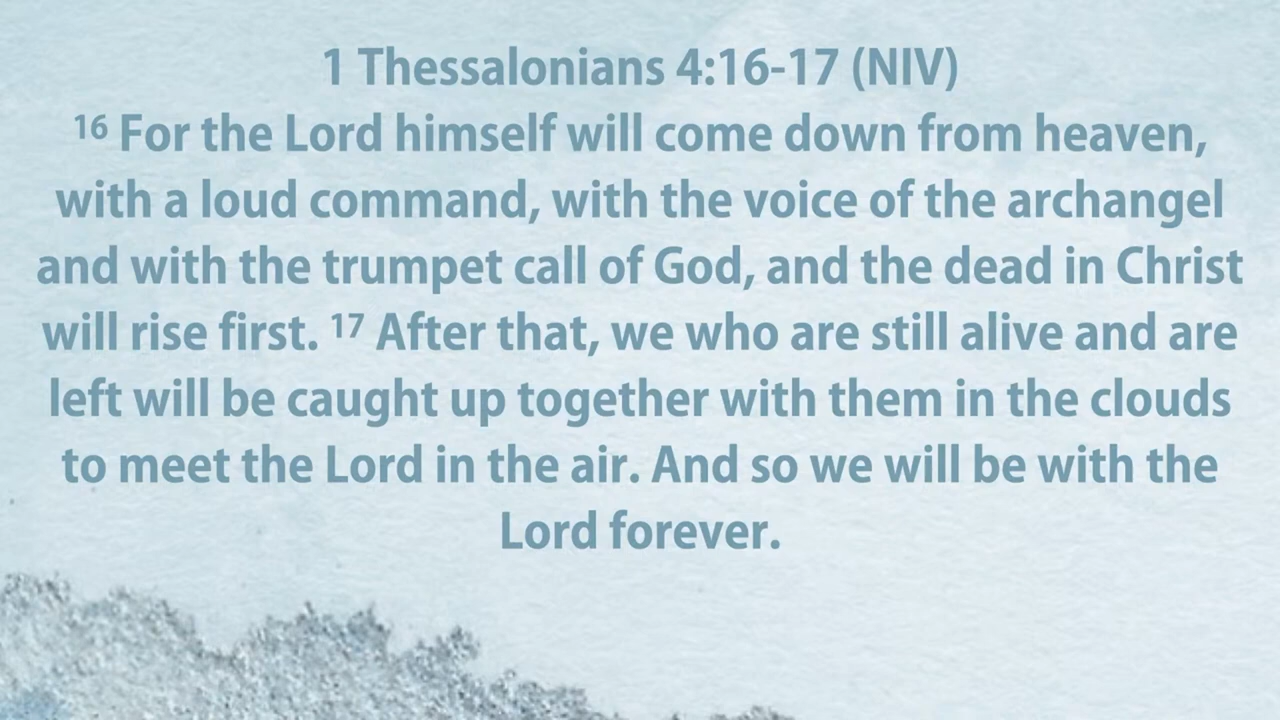 1 Thessalonians 4:16-17 (NIV)
16 For the Lord himself will come down from heaven,
with a loud command, with the voice of the archangel
and with the trumpet call of God, and the dead in Christ
will rise first. 17 After that, we who are still alive and are
left will be caught up together with them in the clouds
to meet the Lord in the air. And so we will be with the
Lord forever.